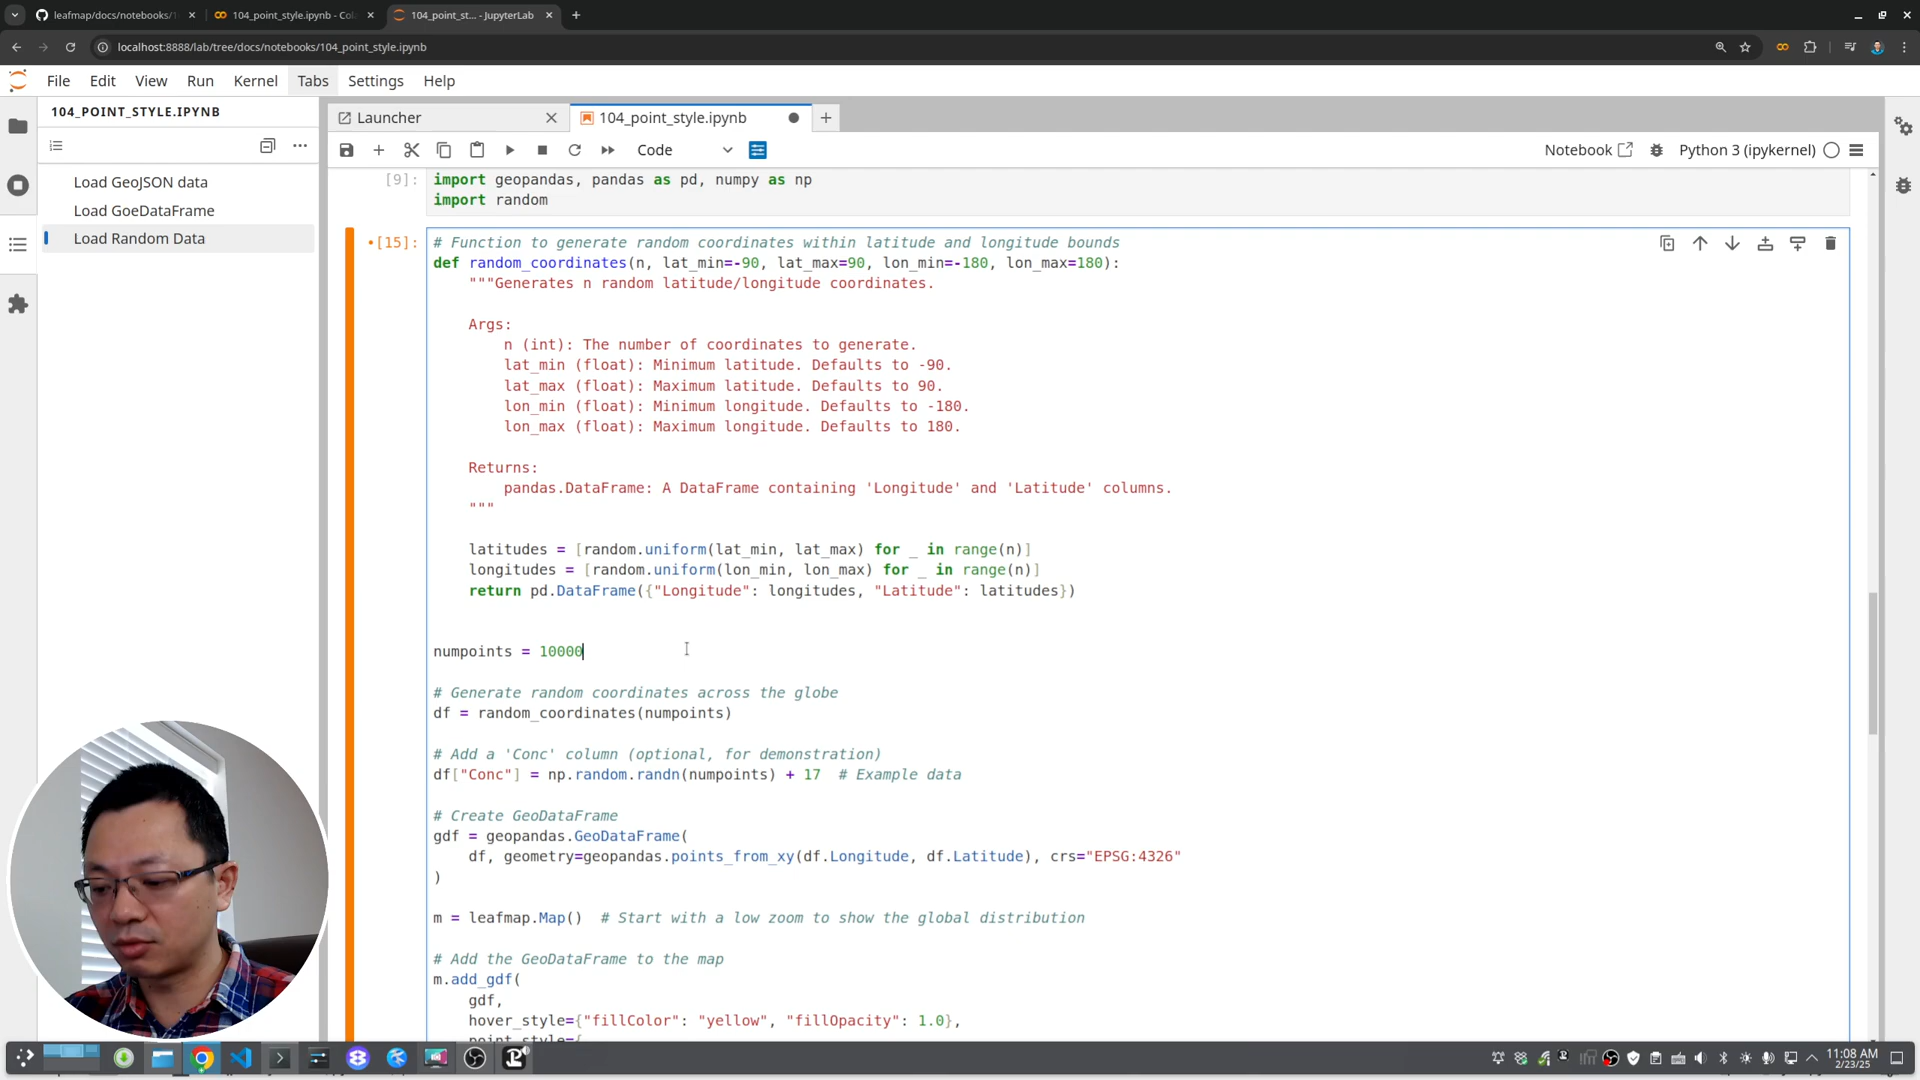 leafmap/docs/notebooks/1
104_point_style.ipynb - Col
104_point_st... - JupyterLab
localhost:8888/lab/tree/docs/notebooks/104_point_style.ipynb
File Edit View Run Kernel Tabs Settings Help
104_POINT_STYLE.IPYNB
Load GeoJSON data
Load GoeDataFrame
Load Random Data
Launcher
104_point_style.ipynb
Code
Notebook
Python 3 (ipykernel)
[9]:
import geopandas, pandas as pd, numpy as np
import random
[15]:
# Function to generate random coordinates within latitude and longitude bounds
def random_coordinates(n, lat_min=-90, lat_max=90, lon_min=-180, lon_max=180):
"""Generates n random latitude/longitude coordinates.
Args:
n (int): The number of coordinates to generate.
lat_min (float): Minimum latitude. Defaults to -90.
lat_max (float): Maximum latitude. Defaults to 90.
lon_min (float): Minimum longitude. Defaults to -180.
lon_max (float): Maximum longitude. Defaults to 180.
Returns:
pandas.DataFrame: A DataFrame containing 'Longitude' and 'Latitude' columns.
"""
latitudes = [random.uniform(lat_min, lat_max) for _ in range(n)]
longitudes = [random.uniform(lon_min, lon_max) for _ in range(n)]
return pd.DataFrame({"Longitude": longitudes, "Latitude": latitudes})
numpoints = 10000
# Generate random coordinates across the globe
df = random_coordinates(numpoints)
# Add a 'Conc' column (optional, for demonstration)
df["Conc"] = np.random.randn(numpoints) + 17  # Example data
# Create GeoDataFrame
gdf = geopandas.GeoDataFrame(
df, geometry=geopandas.points_from_xy(df.Longitude, df.Latitude), crs="EPSG:4326"
)
m = leafmap.Map()  # Start with a low zoom to show the global distribution
# Add the GeoDataFrame to the map
m.add_gdf(
gdf,
hover_style={"fillColor": "yellow", "fillOpacity": 1.0},
point_style={
11:08 AM
2/23/25